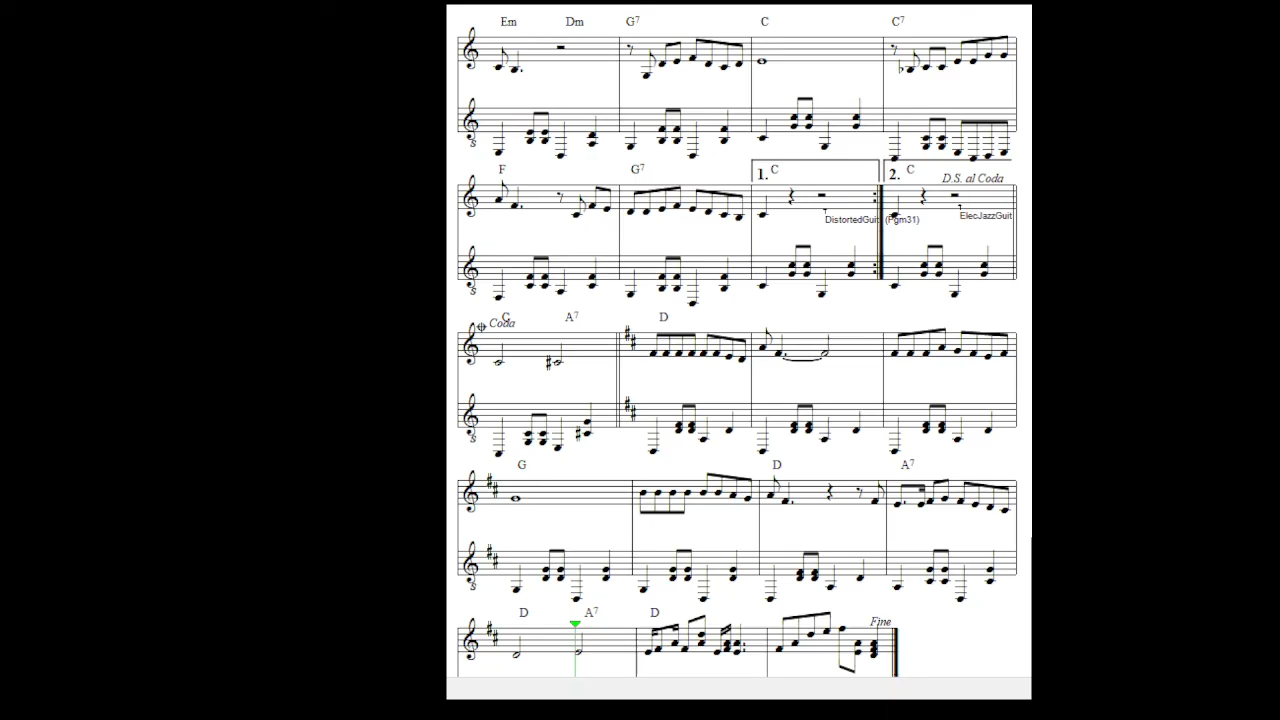 Em Dm G7 C C7
F G7 1. C 2. C D.S. al Coda
DistortedGuit (Pgm31) ElecJazzGuit
Coda C A7 D
G D A7
D A7 D Fine